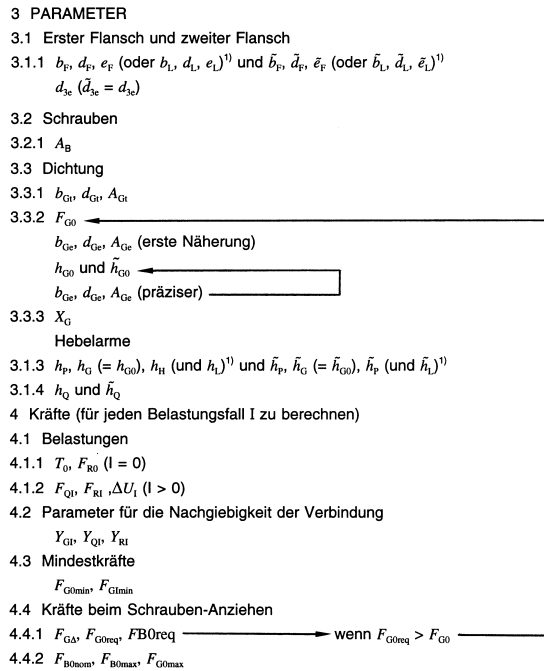 3 PARAMETER
3.1 Erster Flansch und zweiter Flansch
3.1.1 b_F, d_F, e_F (oder b_L, d_L, e_L)¹⁾ und b̃_F, d̃_F, ẽ_F (oder b̃_L, d̃_L, ẽ_L)¹⁾
d_3e (d̃_3e = d_3e)
3.2 Schrauben
3.2.1 A_B
3.3 Dichtung
3.3.1 b_Gt, d_Gt, A_Gt
3.3.2 F_G0
b_Ge, d_Ge, A_Ge (erste Näherung)
h_G0 und h̃_G0
b_Ge, d_Ge, A_Ge (präziser)
3.3.3 X_G
Hebelarme
3.1.3 h_P, h_G (= h_G0), h_H (und h_L)¹⁾ und h̃_P, h̃_G (= h̃_G0), h̃_P (und h̃_L)¹⁾
3.1.4 h_Q und h̃_Q
4 Kräfte (für jeden Belastungsfall I zu berechnen)
4.1 Belastungen
4.1.1 T_0, F_R0 (I = 0)
4.1.2 F_QI, F_RI ,ΔU_I (I > 0)
4.2 Parameter für die Nachgiebigkeit der Verbindung
Y_GI, Y_QI, Y_RI
4.3 Mindestkräfte
F_G0min, F_GImin
4.4 Kräfte beim Schrauben-Anziehen
4.4.1 F_GΔ, F_G0req, FB0req → wenn F_G0req > F_G0
4.4.2 F_B0nom, F_B0max, F_G0max